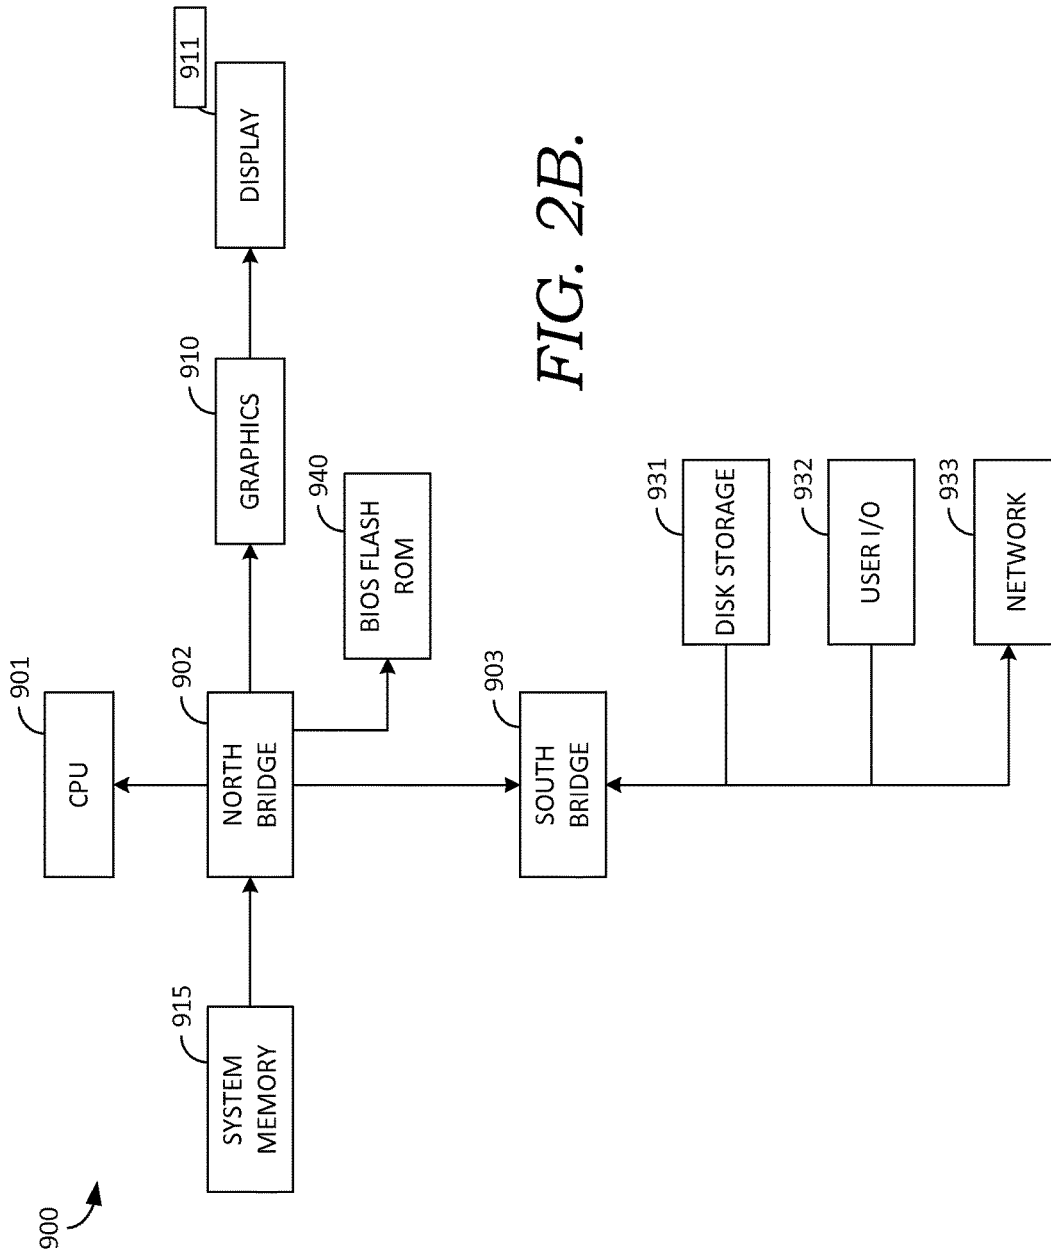 900
901
CPU
915
SYSTEM
MEMORY
902
NORTH
BRIDGE
910
GRAPHICS
911
DISPLAY
940
BIOS FLASH
ROM
903
SOUTH
BRIDGE
FIG. 2B.
931
DISK STORAGE
932
USER I/O
933
NETWORK